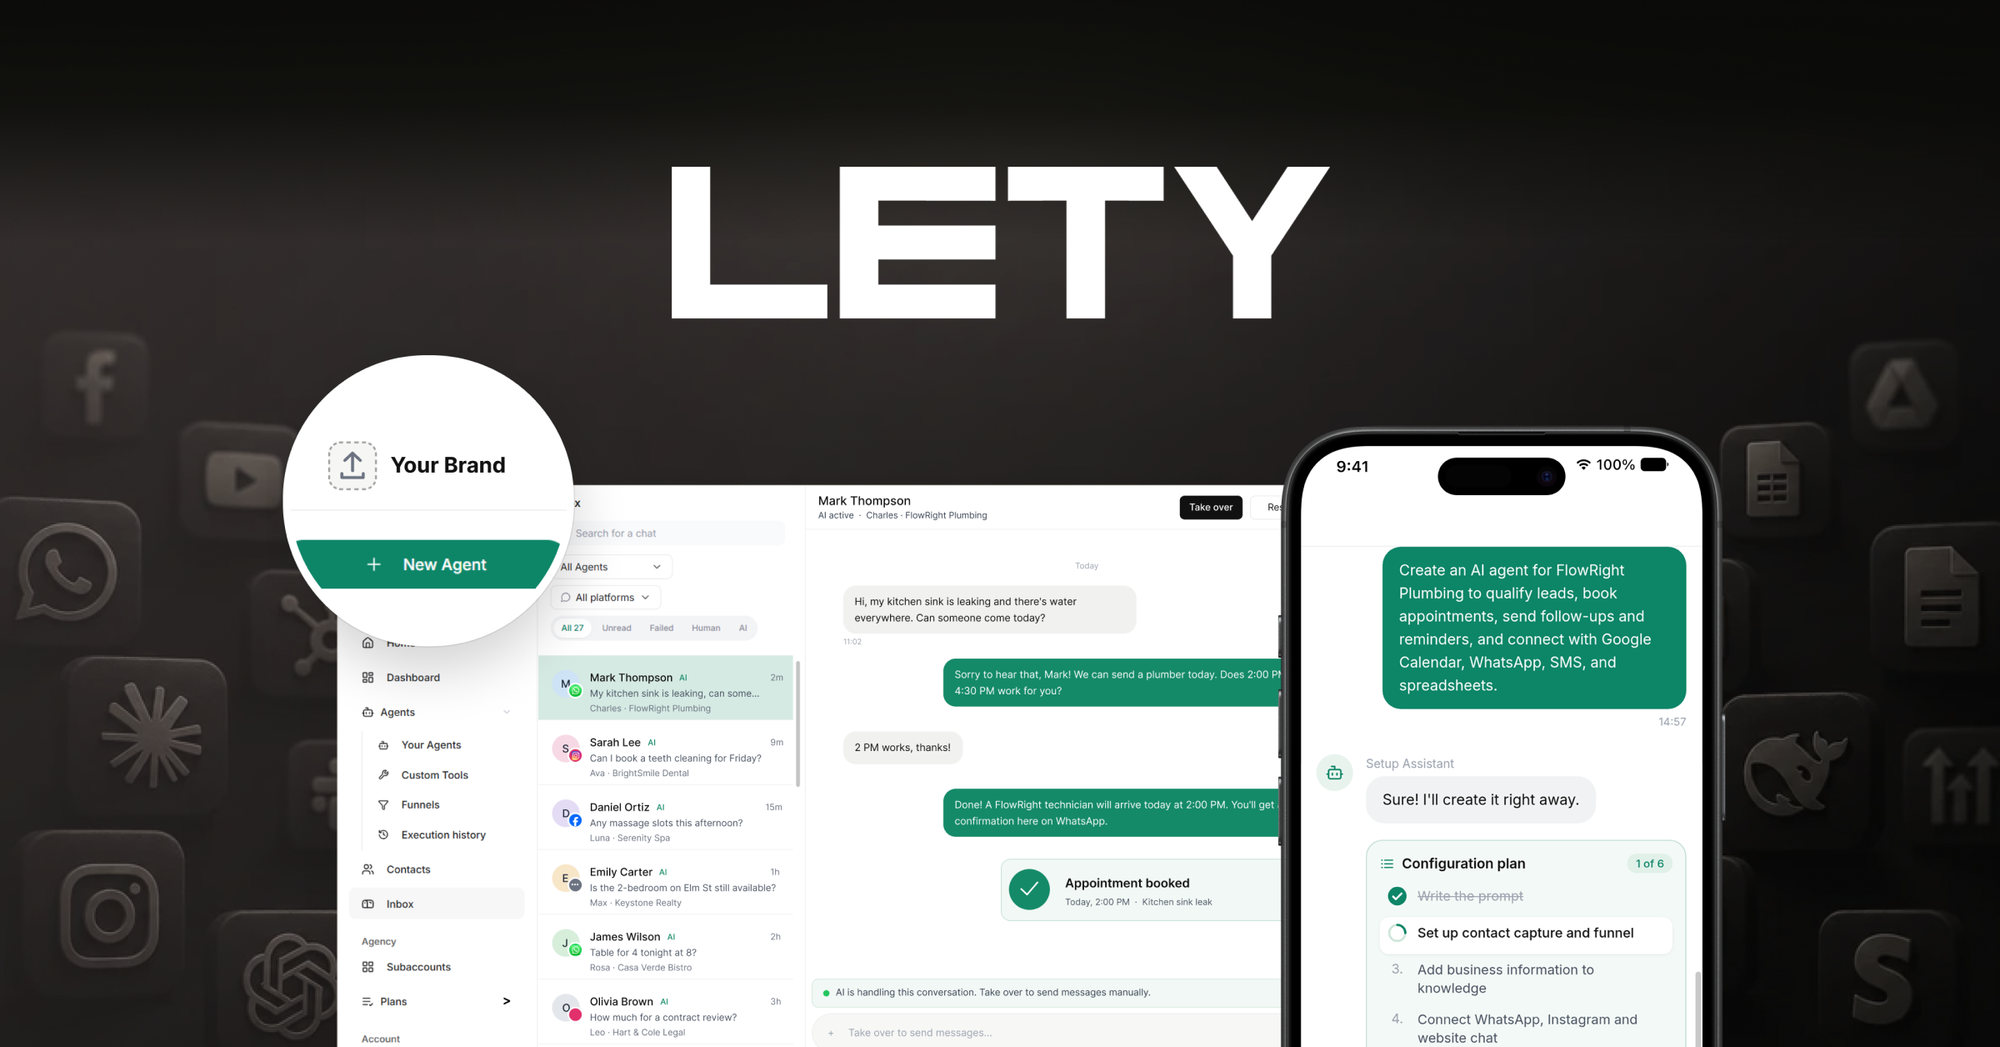 LETY
Your Brand
+ New Agent
Home
Dashboard
Agents
Your Agents
Custom Tools
Funnels
Execution history
Contacts
Inbox
Agency
Subaccounts
Plans >
Account
x
Search for a chat
All Agents
All platforms
All 27 Unread Failed Human AI
M
Mark Thompson AI 2m
My kitchen sink is leaking, can some...
Charles · FlowRight Plumbing
S
Sarah Lee AI 9m
Can I book a teeth cleaning for Friday?
Ava · BrightSmile Dental
D
Daniel Ortiz AI 15m
Any massage slots this afternoon?
Luna · Serenity Spa
E
Emily Carter AI 1h
Is the 2-bedroom on Elm St still available?
Max · Keystone Realty
J
James Wilson AI 2h
Table for 4 tonight at 8?
Rosa · Casa Verde Bistro
O
Olivia Brown AI 3h
How much for a contract review?
Leo · Hart & Cole Legal
Mark Thompson
AI active · Charles · FlowRight Plumbing
Take over Res
Today
Hi, my kitchen sink is leaking and there's water
everywhere. Can someone come today?
11:02
Sorry to hear that, Mark! We can send a plumber today. Does 2:00 PM
4:30 PM work for you?
2 PM works, thanks!
Done! A FlowRight technician will arrive today at 2:00 PM. You'll get
confirmation here on WhatsApp.
Appointment booked
Today, 2:00 PM · Kitchen sink leak
AI is handling this conversation. Take over to send messages manually.
+ Take over to send messages...
9:41 100%
Create an AI agent for FlowRight
Plumbing to qualify leads, book
appointments, send follow-ups and
reminders, and connect with Google
Calendar, WhatsApp, SMS, and
spreadsheets.
14:57
Setup Assistant
Sure! I'll create it right away.
Configuration plan 1 of 6
Write the prompt
Set up contact capture and funnel
3. Add business information to
knowledge
4. Connect WhatsApp, Instagram and
website chat